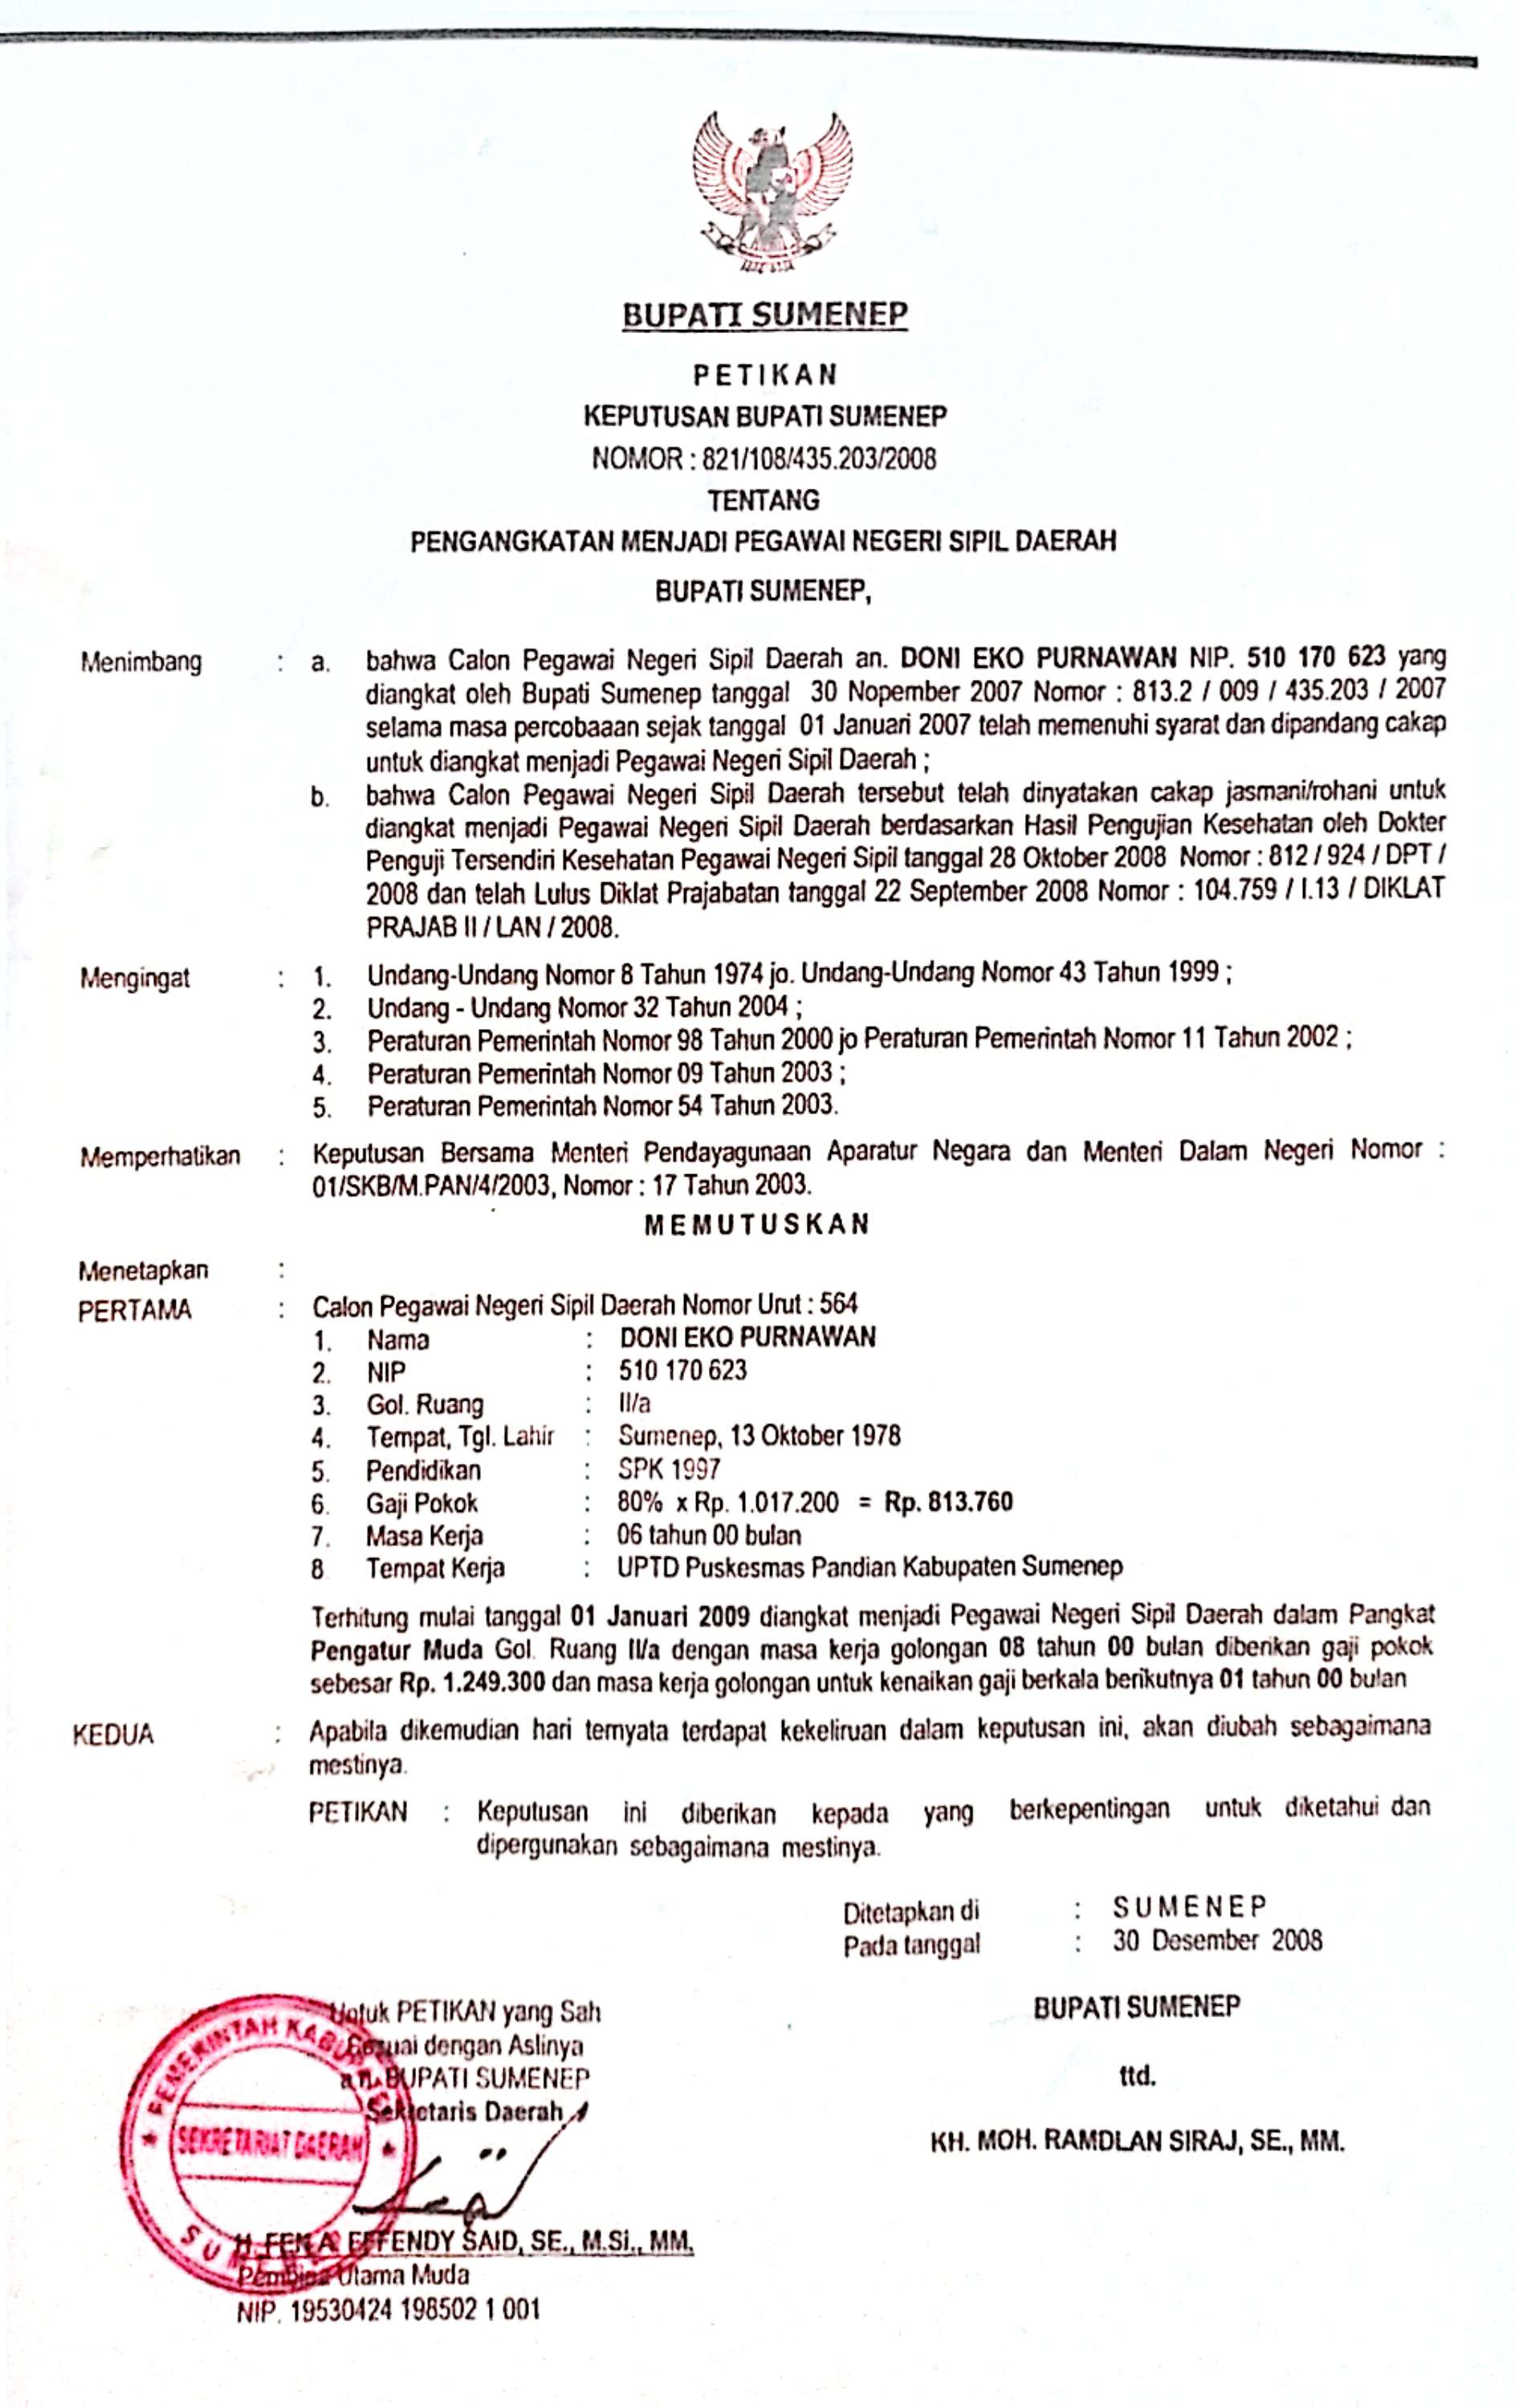 BUPATI SUMENEP
PETIKAN
KEPUTUSAN BUPATI SUMENEP
NOMOR : 821/108/435.203/2008
TENTANG
PENGANGKATAN MENJADI PEGAWAI NEGERI SIPIL DAERAH
BUPATI SUMENEP,
Menimbang : a. bahwa Calon Pegawai Negeri Sipil Daerah an. DONI EKO PURNAWAN NIP. 510 170 623 yang
diangkat oleh Bupati Sumenep tanggal 30 Nopember 2007 Nomor : 813.2 / 009 / 435.203 / 2007
selama masa percobaaan sejak tanggal 01 Januari 2007 telah memenuhi syarat dan dipandang cakap
untuk diangkat menjadi Pegawai Negeri Sipil Daerah ;
b. bahwa Calon Pegawai Negeri Sipil Daerah tersebut telah dinyatakan cakap jasmani/rohani untuk
diangkat menjadi Pegawai Negeri Sipil Daerah berdasarkan Hasil Pengujian Kesehatan oleh Dokter
Penguji Tersendiri Kesehatan Pegawai Negeri Sipil tanggal 28 Oktober 2008 Nomor : 812 / 924 / DPT /
2008 dan telah Lulus Diklat Prajabatan tanggal 22 September 2008 Nomor : 104.759 / I.13 / DIKLAT
PRAJAB II / LAN / 2008.
Mengingat : 1. Undang-Undang Nomor 8 Tahun 1974 jo. Undang-Undang Nomor 43 Tahun 1999 ;
2. Undang - Undang Nomor 32 Tahun 2004 ;
3. Peraturan Pemerintah Nomor 98 Tahun 2000 jo Peraturan Pemerintah Nomor 11 Tahun 2002 ;
4. Peraturan Pemerintah Nomor 09 Tahun 2003 ;
5. Peraturan Pemerintah Nomor 54 Tahun 2003.
Memperhatikan : Keputusan Bersama Menteri Pendayagunaan Aparatur Negara dan Menteri Dalam Negeri Nomor :
01/SKB/M.PAN/4/2003, Nomor : 17 Tahun 2003.
MEMUTUSKAN
Menetapkan :
PERTAMA : Calon Pegawai Negeri Sipil Daerah Nomor Urut : 564
1. Nama : DONI EKO PURNAWAN
2. NIP : 510 170 623
3. Gol. Ruang : II/a
4. Tempat, Tgl. Lahir : Sumenep, 13 Oktober 1978
5. Pendidikan : SPK 1997
6. Gaji Pokok : 80% x Rp. 1.017.200 = Rp. 813.760
7. Masa Kerja : 06 tahun 00 bulan
8 Tempat Kerja : UPTD Puskesmas Pandian Kabupaten Sumenep
Terhitung mulai tanggal 01 Januari 2009 diangkat menjadi Pegawai Negeri Sipil Daerah dalam Pangkat
Pengatur Muda Gol. Ruang II/a dengan masa kerja golongan 08 tahun 00 bulan diberikan gaji pokok
sebesar Rp. 1.249.300 dan masa kerja golongan untuk kenaikan gaji berkala berikutnya 01 tahun 00 bulan
KEDUA : Apabila dikemudian hari ternyata terdapat kekeliruan dalam keputusan ini, akan diubah sebagaimana
mestinya.
PETIKAN : Keputusan ini diberikan kepada yang berkepentingan untuk diketahui dan
dipergunakan sebagaimana mestinya.
Ditetapkan di : SUMENEP
Pada tanggal : 30 Desember 2008
BUPATI SUMENEP
ttd.
KH. MOH. RAMDLAN SIRAJ, SE., MM.
Untuk PETIKAN yang Sah
Sesuai dengan Aslinya
an. BUPATI SUMENEP
Sekretaris Daerah
PEMERINTAH KABUPATEN
SEKRETARIAT DAERAH
SUMENEP
EFFENDY SAID, SE., M.Si., MM.
Pembina Utama Muda
NIP. 19530424 198502 1 001